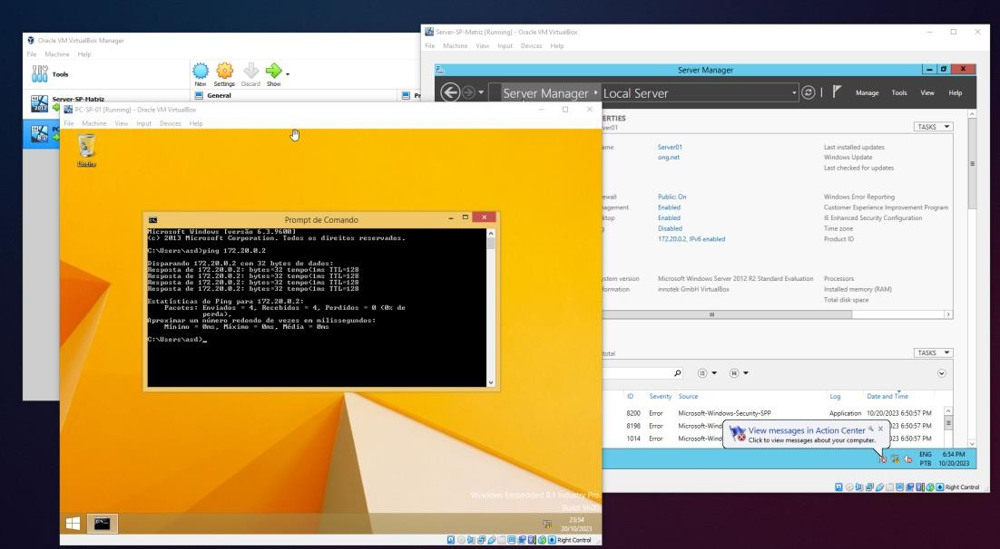 Oracle VM VirtualBox Manager
File Machine Help
Tools
New Settings Discard Show
General
Server-SP-Matriz
PC-SP-01 [Running] - Oracle VM VirtualBox
File Machine View Input Devices Help
Lixeira
Prompt de Comando
Microsoft Windows [versão 6.3.9600]
(c) 2013 Microsoft Corporation. Todos os direitos reservados.
C:\Users\asd>ping 172.20.0.2
Disparando 172.20.0.2 com 32 bytes de dados:
Resposta de 172.20.0.2: bytes=32 tempo<1ms TTL=128
Resposta de 172.20.0.2: bytes=32 tempo<1ms TTL=128
Resposta de 172.20.0.2: bytes=32 tempo<1ms TTL=128
Resposta de 172.20.0.2: bytes=32 tempo<1ms TTL=128
Estatísticas do Ping para 172.20.0.2:
Pacotes: Enviados = 4, Recebidos = 4, Perdidos = 0 (0% de
perda),
Aproximar um número redondo de vezes em milissegundos:
Mínimo = 0ms, Máximo = 0ms, Média = 0ms
C:\Users\asd>_
Windows Embedded 8.1 Industry Pro
Build 9600
23:54
20/10/2023
Right Control
Server-SP-Matriz [Running] - Oracle VM VirtualBox
File Machine View Input Devices Help
Server Manager
Server Manager Local Server
Manage Tools View Help
ERTIES
ver01
TASKS
ame Server01 Last installed updates
ong.net Windows Update
Last checked for updates
ewall Public: On Windows Error Reporting
agement Enabled Customer Experience Improvement Program
ktop Enabled IE Enhanced Security Configuration
g Disabled Time zone
172.20.0.2, IPv6 enabled Product ID
ystem version Microsoft Windows Server 2012 R2 Standard Evaluation Processors
formation innotek GmbH VirtualBox Installed memory (RAM)
Total disk space
total
TASKS
ID Severity Source Log Date and Time
8200 Error Microsoft-Windows-Security-SPP Application 10/20/2023 6:50:57 PM
8198 Error Microsoft-Wind 023 6:50:57 PM
1014 Error Microsoft-Wind 023 6:50:57 PM
View messages in Action Center
Click to view messages about your computer.
ENG 6:54 PM
PTB 10/20/2023
Right Control